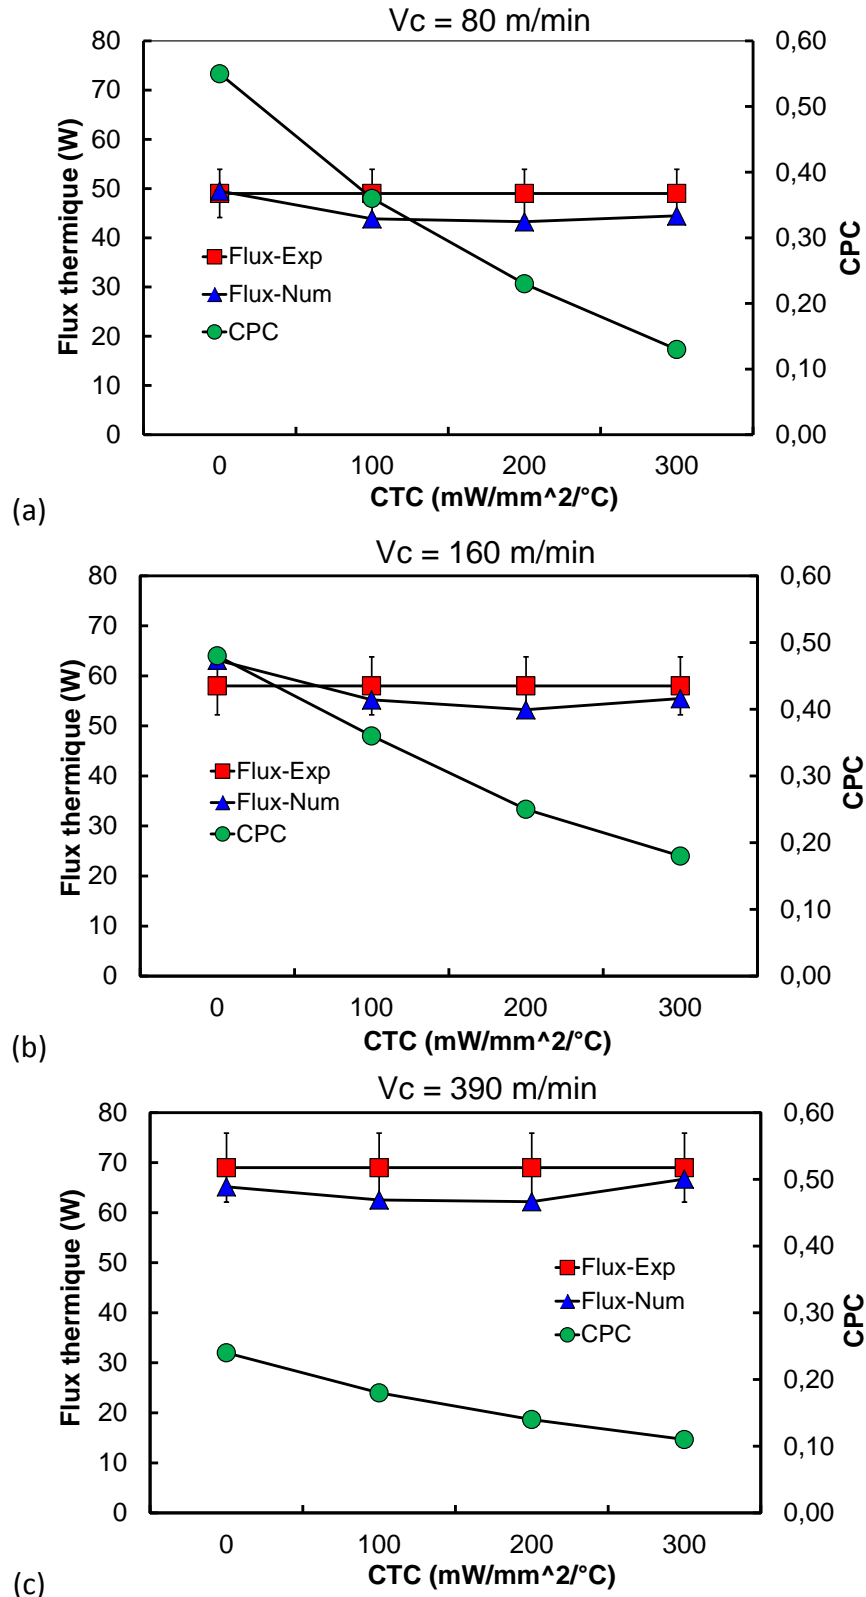 Vc = 80 m/min
80
70
60
50
40
30
20
10
0
Flux thermique (W)
0,60
0,50
0,40
0,30
0,20
0,10
0,00
CPC
Flux-Exp
Flux-Num
CPC
0 100 200 300
CTC (mW/mm^2/°C)
(a)
Vc = 160 m/min
80
70
60
50
40
30
20
10
0
Flux thermique (W)
0,60
0,50
0,40
0,30
0,20
0,10
0,00
CPC
Flux-Exp
Flux-Num
CPC
0 100 200 300
CTC (mW/mm^2/°C)
(b)
Vc = 390 m/min
80
70
60
50
40
30
20
10
0
Flux thermique (W)
0,60
0,50
0,40
0,30
0,20
0,10
0,00
CPC
Flux-Exp
Flux-Num
CPC
0 100 200 300
CTC (mW/mm^2/°C)
(c)